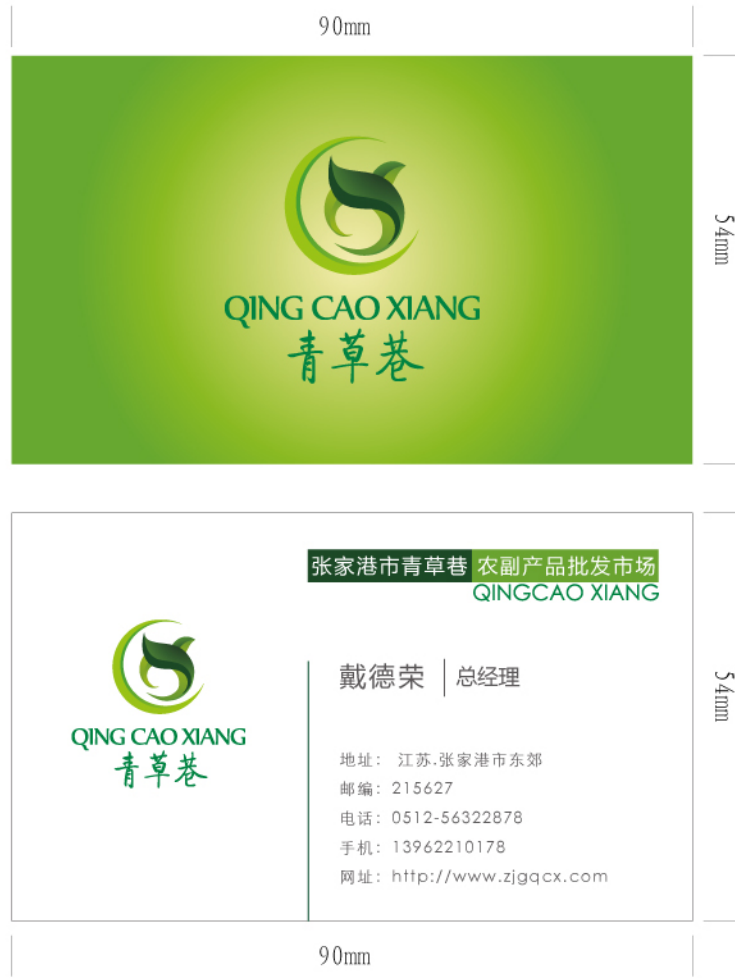 90mm
54mm
QING CAO XIANG
青草巷
张家港市青草巷 农副产品批发市场
QINGCAO XIANG
戴德荣 总经理
QING CAO XIANG
青草巷
地址： 江苏.张家港市东郊
邮编：215627
电话：0512-56322878
手机：13962210178
网址：http://www.zjgqcx.com
54mm
90mm